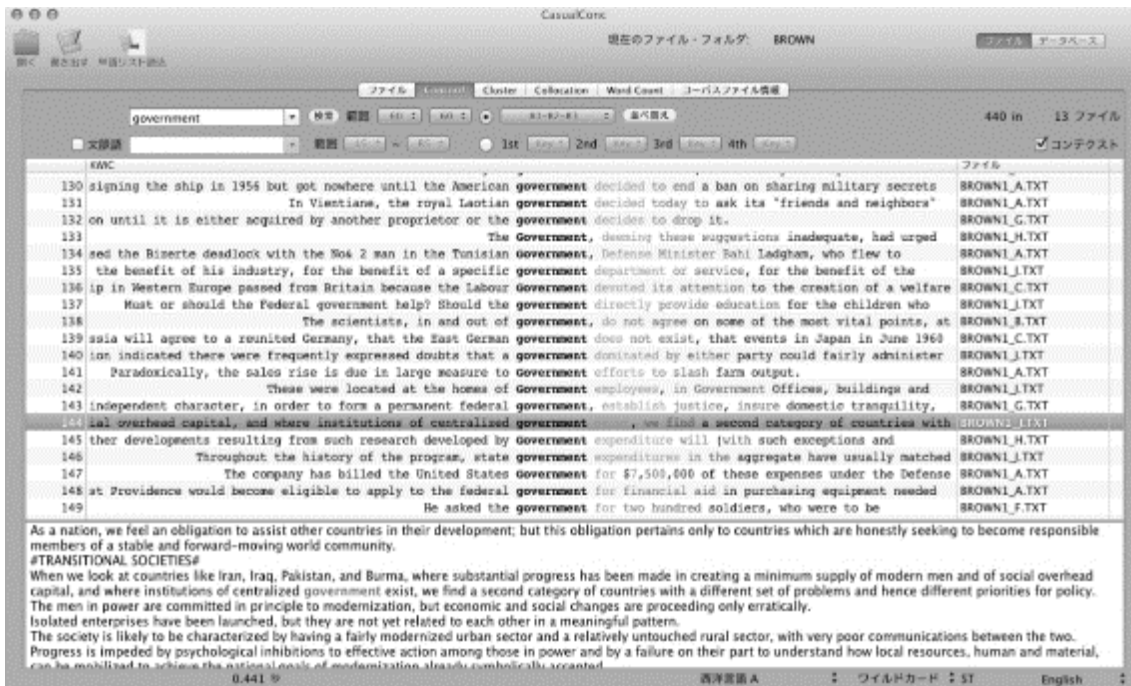 CasualConc
現在のファイル・フォルダ: BROWN
ファイル データベース
開く 書き出す 単語リスト読込
ファイル Concord Cluster Collocation Word Count コーパスファイル情報
government 検索 範囲 60 60 R1-R2-R3 並べ替え 440 in 13 ファイル
文脈語 範囲 ~ 1st 2nd 3rd 4th コンテクスト
KWIC ファイル
130 signing the ship in 1956 but got nowhere until the American government decided to end a ban on sharing military secrets BROWN1_A.TXT
131 In Vientiane, the royal Laotian government decided today to ask its "friends and neighbors" BROWN1_A.TXT
132 on until it is either acquired by another proprietor or the government decides to drop it. BROWN1_G.TXT
133 The Government, deeming these suggestions inadequate, had urged BROWN1_H.TXT
134 sed the Bizerte deadlock with the No& 2 man in the Tunisian Government, Defense Minister Bahi Ladgham, who flew to BROWN1_A.TXT
135 the benefit of his industry, for the benefit of a specific government department or service, for the benefit of the BROWN1_J.TXT
136 ip in Western Europe passed from Britain because the Labour Government devoted its attention to the creation of a welfare BROWN1_C.TXT
137 Must or should the Federal government help? Should the government directly provide education for the children who BROWN1_J.TXT
138 The scientists, in and out of government, do not agree on some of the most vital points, at BROWN1_B.TXT
139 ssia will agree to a reunited Germany, that the East German government does not exist, that events in Japan in June 1960 BROWN1_C.TXT
140 ion indicated there were frequently expressed doubts that a government dominated by either party could fairly administer BROWN1_J.TXT
141 Paradoxically, the sales rise is due in large measure to Government efforts to slash farm output. BROWN1_A.TXT
142 These were located at the homes of Government employees, in Government Offices, buildings and BROWN1_J.TXT
143 independent character, in order to form a permanent federal government, establish justice, insure domestic tranquility, BROWN1_G.TXT
144 ial overhead capital, and where institutions of centralized government exist, we find a second category of countries with BROWN1_J.TXT
145 ther developments resulting from such research developed by Government expenditure will (with such exceptions and BROWN1_H.TXT
146 Throughout the history of the program, state government expenditures in the aggregate have usually matched BROWN1_J.TXT
147 The company has billed the United States Government for $7,500,000 of these expenses under the Defense BROWN1_A.TXT
148 at Providence would become eligible to apply to the federal government for financial aid in purchasing equipment needed BROWN1_A.TXT
149 He asked the government for two hundred soldiers, who were to be BROWN1_F.TXT
As a nation, we feel an obligation to assist other countries in their development; but this obligation pertains only to countries which are honestly seeking to become responsible
members of a stable and forward-moving world community.
#TRANSITIONAL SOCIETIES#
When we look at countries like Iran, Iraq, Pakistan, and Burma, where substantial progress has been made in creating a minimum supply of modern men and of social overhead
capital, and where institutions of centralized government exist, we find a second category of countries with a different set of problems and hence different priorities for policy.
The men in power are committed in principle to modernization, but economic and social changes are proceeding only erratically.
Isolated enterprises have been launched, but they are not yet related to each other in a meaningful pattern.
The society is likely to be characterized by having a fairly modernized urban sector and a relatively untouched rural sector, with very poor communications between the two.
Progress is impeded by psychological inhibitions to effective action among those in power and by a failure on their part to understand how local resources, human and material,
can be mobilized to achieve the national goals of modernization already symbolically accepted.
0.441 秒 西洋言語 A ワイルドカード ST English